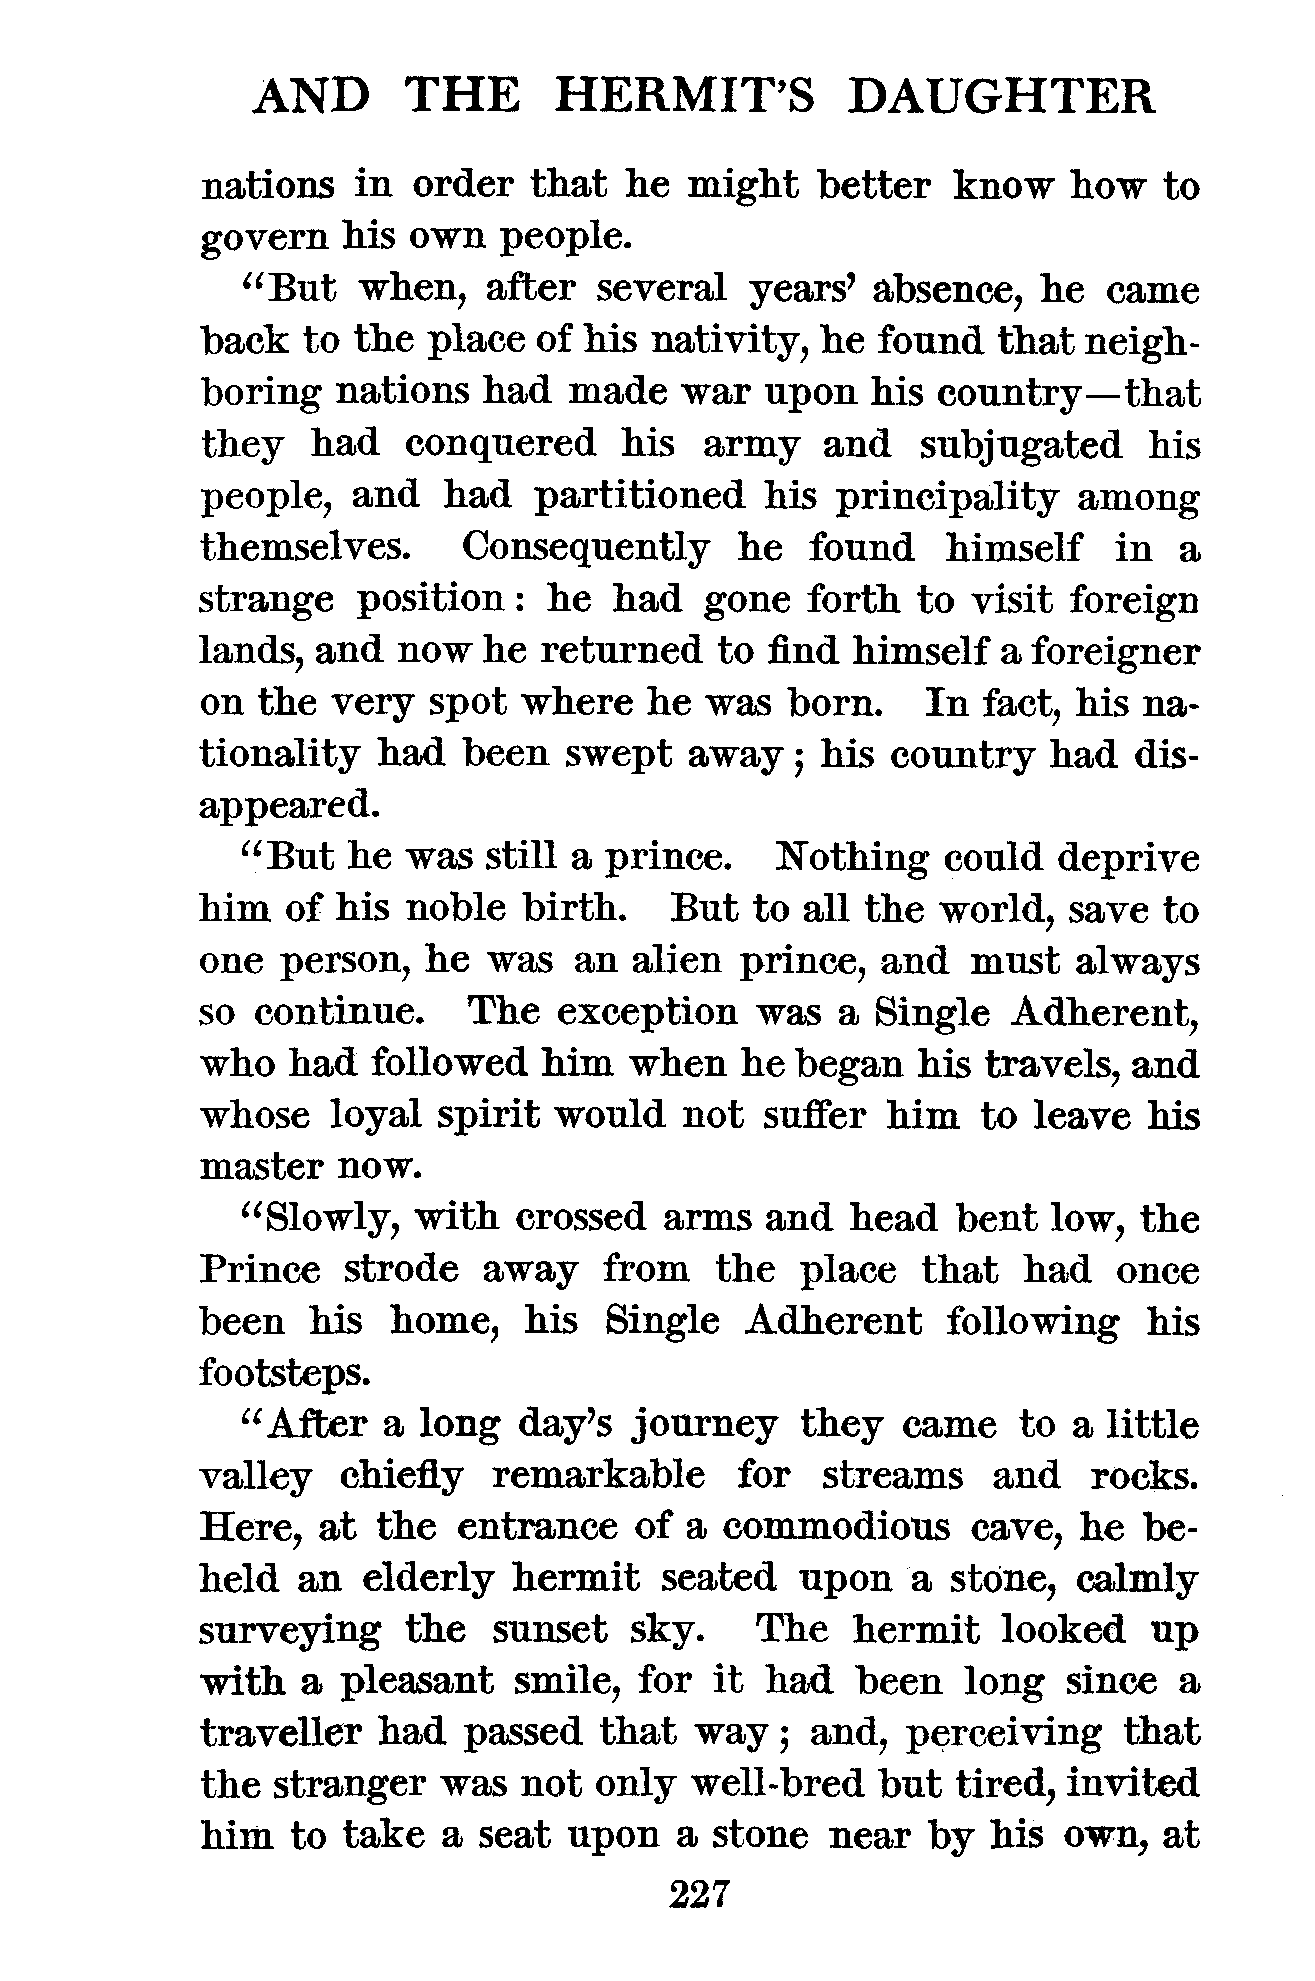 AND THE HERMIT'S DAUGHTER
nations in order that he might better know how to
govern his own people.
“But when, after several years’ absence, he came
back to the place of his nativity, he found that neigh-
boring nations had made war upon his country—that
they had conquered his army and subjugated his
people, and had partitioned his principality among
themselves. Consequently he found himself in a
strange position: he had gone forth to visit foreign
lands, and now he returned to find himself a foreigner
on the very spot where he was born. In fact, his na-
tionality had been swept away; his country had dis-
appeared.
“But he was still a prince. Nothing could deprive
him of his noble birth. But to all the world, save to
one person, he was an alien prince, and must always
so continue. The exception was a Single Adherent,
who had followed him when he began his travels, and
whose loyal spirit would not suffer him to leave his
master now.
“Slowly, with crossed arms and head bent low, the
Prince strode away from the place that had once
been his home, his Single Adherent following his
footsteps.
“After a long day’s journey they came to a little
valley chiefly remarkable for streams and rocks.
Here, at the entrance of a commodious cave, he be-
held an elderly hermit seated upon a stone, calmly
surveying the sunset sky. The hermit looked up
with a pleasant smile, for it had been long since a
traveller had passed that way; and, perceiving that
the stranger was not only well-bred but tired, invited
him to take a seat upon a stone near by his own, at
227